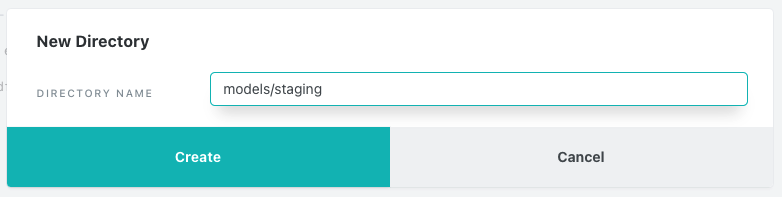 New Directory
DIRECTORY NAME
models/staging
Create
Cancel